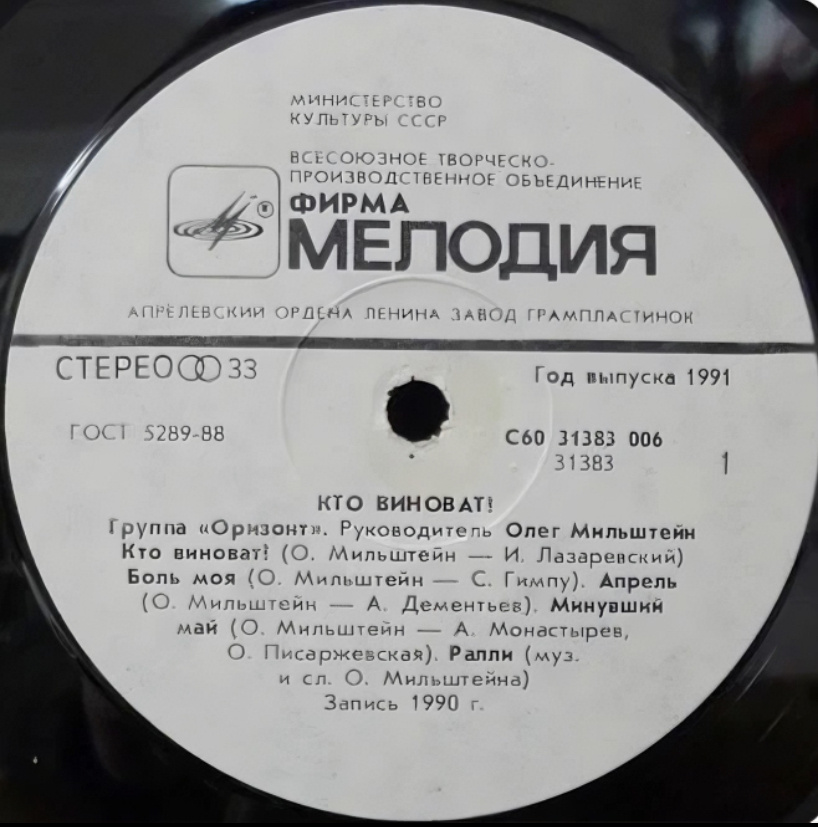 МИНИСТЕРСТВО
КУЛЬТУРЫ СССР
ВСЕСОЮЗНОЕ ТВОРЧЕСКО-
ПРОИЗВОДСТВЕННОЕ ОБЪЕДИНЕНИЕ
ФИРМА
МЕЛОДИЯ
АПРЕЛЕВСКИЙ ОРДЕНА ЛЕНИНА ЗАВОД ГРАМПЛАСТИНОК
СТЕРЕО 33
Год выпуска 1991
ГОСТ 5289-88
С60 31383 006
31383 1
КТО ВИНОВАТ!
Группа «Оризонт». Руководитель Олег Мильштейн
Кто виноват! (О. Мильштейн — И. Лазаревский)
Боль моя (О. Мильштейн — С. Гимпу). Апрель
(О. Мильштейн — А. Дементьев). Минувший
май (О. Мильштейн — А. Монастырев,
О. Писаржевская). Ралли (муз.
и сл. О. Мильштейна)
Запись 1990 г.